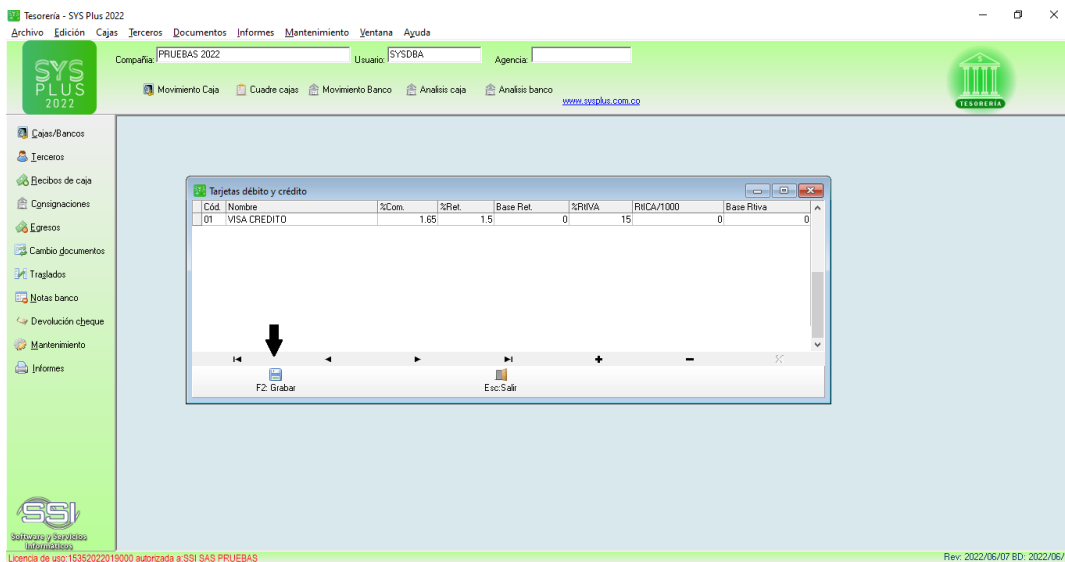 Tesorería - SYS Plus 2022
Archivo Edición Cajas Terceros Documentos Informes Mantenimiento Ventana Ayuda
SYS
PLUS
2022
Compañia: PRUEBAS 2022 Usuario: SYSDBA Agencia:
Movimiento Caja Cuadre cajas Movimiento Banco Analisis caja Analisis banco
www.sysplus.com.co
TESORERÍA
Cajas/Bancos
Terceros
Recibos de caja
Consignaciones
Egresos
Cambio documentos
Traslados
Notas banco
Devolución cheque
Mantenimiento
Informes
Tarjetas débito y crédito
Cód. Nombre %Com. %Ret. Base Ret. %RtIVA RtICA/1000 Base Rtiva
01 VISA CREDITO 1.65 1.5 0 15 0 0
F2: Grabar Esc:Salir
SSI
Software y Servicios
Informáticos
Licencia de uso:15352022019000 autorizada a:SSI SAS PRUEBAS
Rev: 2022/06/07 BD: 2022/06/